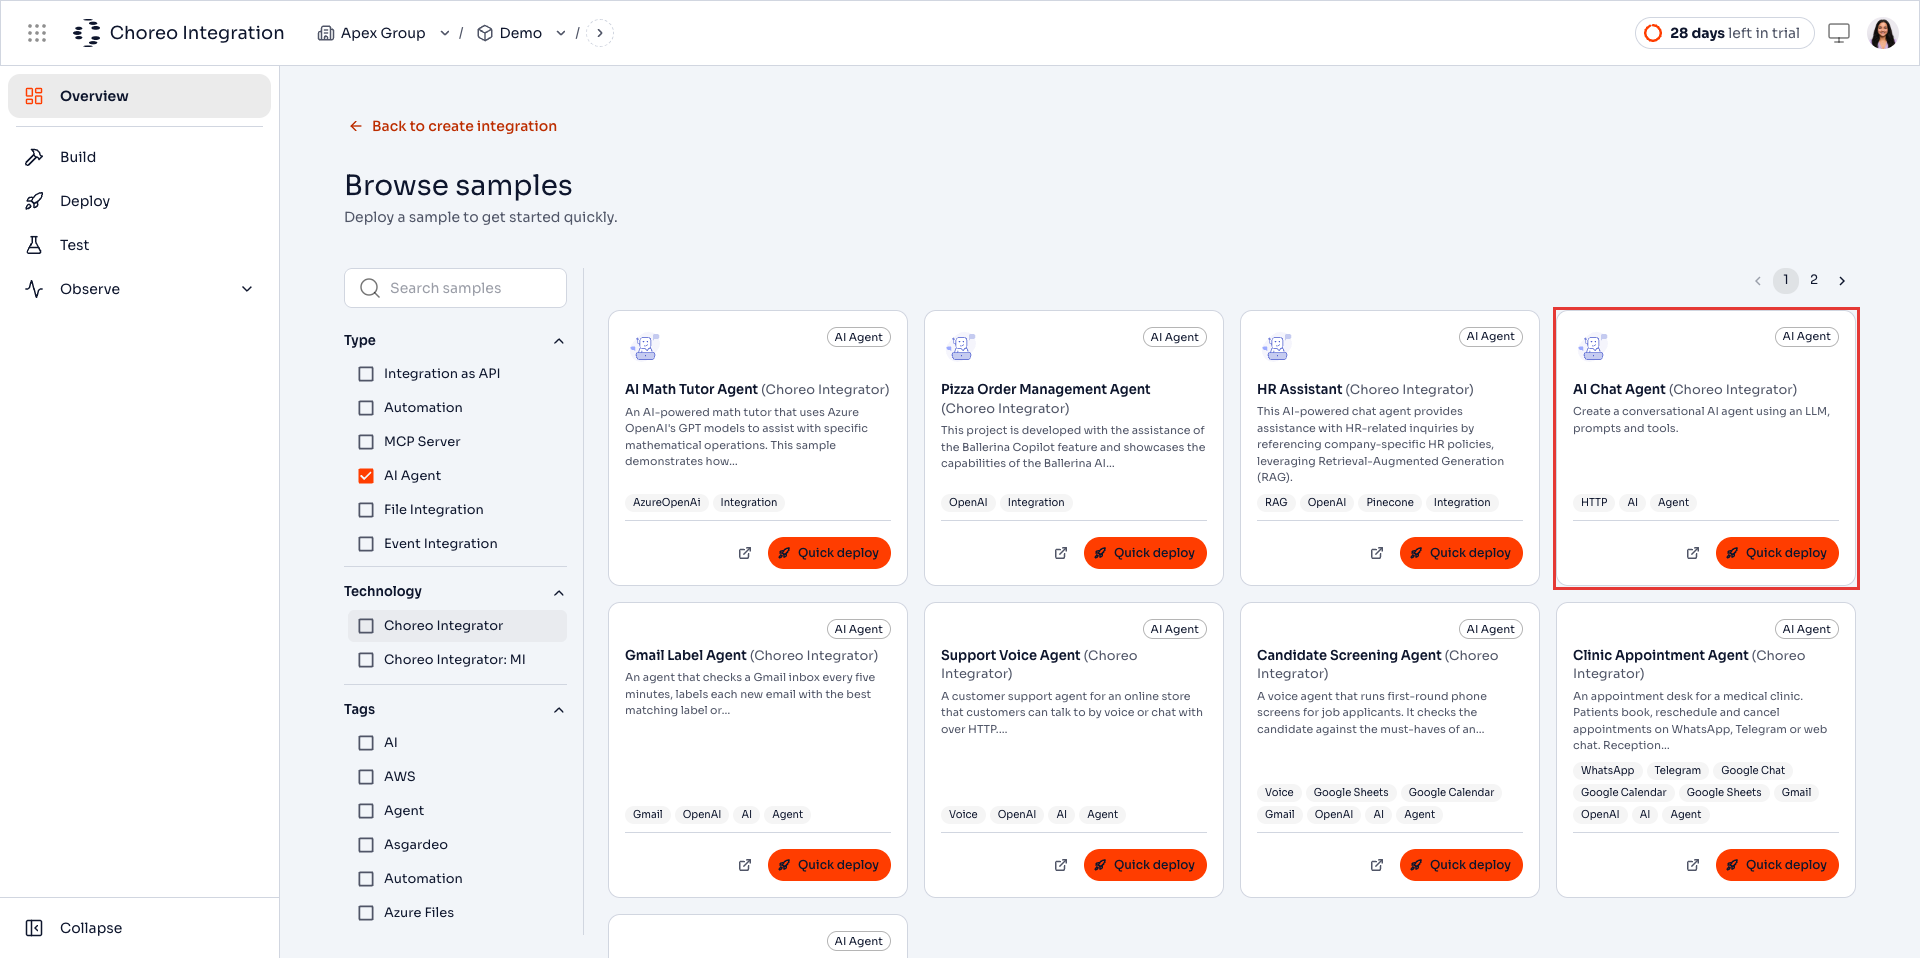 Choreo Integration
Apex Group / Demo /
28 days left in trial
Overview
Build
Deploy
Test
Observe
Collapse
Back to create integration
Browse samples
Deploy a sample to get started quickly.
Search samples
Type
Integration as API
Automation
MCP Server
AI Agent
File Integration
Event Integration
Technology
Choreo Integrator
Choreo Integrator: MI
Tags
AI
AWS
Agent
Asgardeo
Automation
Azure Files
1 2
AI Agent
AI Math Tutor Agent (Choreo Integrator)
An AI-powered math tutor that uses Azure
OpenAI's GPT models to assist with specific
mathematical operations. This sample
demonstrates how...
AzureOpenAi Integration
Quick deploy
AI Agent
Pizza Order Management Agent
(Choreo Integrator)
This project is developed with the assistance of
the Ballerina Copilot feature and showcases the
capabilities of the Ballerina AI...
OpenAI Integration
Quick deploy
AI Agent
HR Assistant (Choreo Integrator)
This AI-powered chat agent provides
assistance with HR-related inquiries by
referencing company-specific HR policies,
leveraging Retrieval-Augmented Generation
(RAG).
RAG OpenAI Pinecone Integration
Quick deploy
AI Agent
AI Chat Agent (Choreo Integrator)
Create a conversational AI agent using an LLM,
prompts and tools.
HTTP AI Agent
Quick deploy
AI Agent
Gmail Label Agent (Choreo Integrator)
An agent that checks a Gmail inbox every five
minutes, labels each new email with the best
matching label or...
Gmail OpenAI AI Agent
Quick deploy
AI Agent
Support Voice Agent (Choreo
Integrator)
A customer support agent for an online store
that customers can talk to by voice or chat with
over HTTP....
Voice OpenAI AI Agent
Quick deploy
AI Agent
Candidate Screening Agent (Choreo
Integrator)
A voice agent that runs first-round phone
screens for job applicants. It checks the
candidate against the must-haves of an...
Voice Google Sheets Google Calendar
Gmail OpenAI AI Agent
Quick deploy
AI Agent
Clinic Appointment Agent (Choreo
Integrator)
An appointment desk for a medical clinic.
Patients book, reschedule and cancel
appointments on WhatsApp, Telegram or web
chat. Reception...
WhatsApp Telegram Google Chat
Google Calendar Google Sheets Gmail
OpenAI AI Agent
Quick deploy
AI Agent